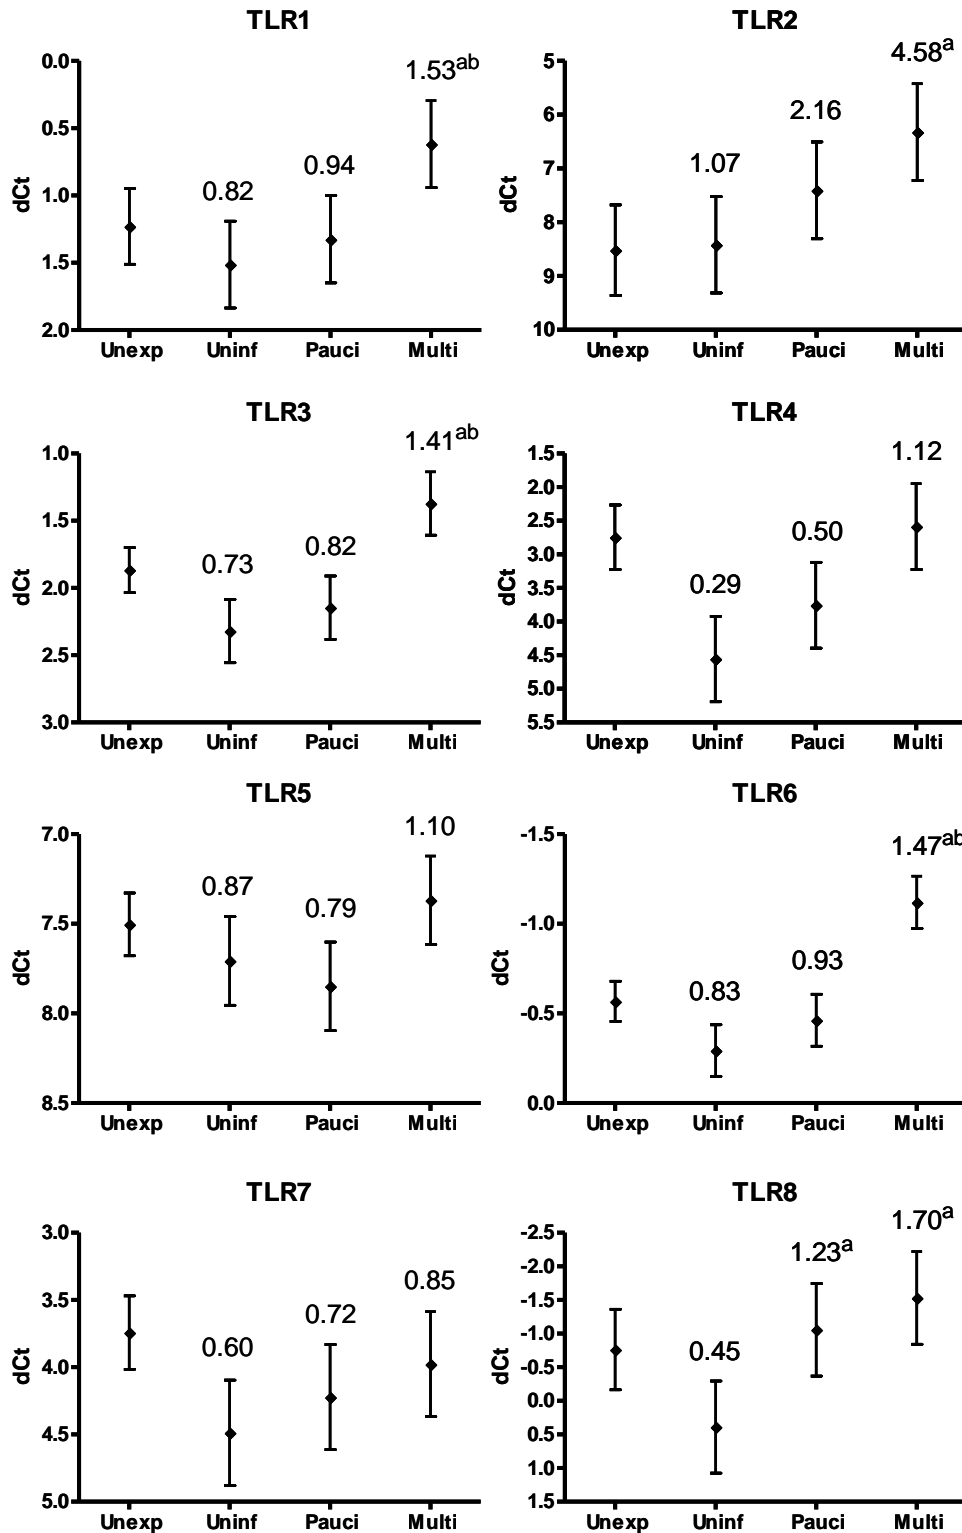 TLR1
0.0
0.5
1.0
1.5
2.0
dCt
0.82
0.94
1.53ab
Unexp Uninf Pauci Multi
TLR2
5
6
7
8
9
10
dCt
1.07
2.16
4.58a
Unexp Uninf Pauci Multi
TLR3
1.0
1.5
2.0
2.5
3.0
dCt
0.73
0.82
1.41ab
Unexp Uninf Pauci Multi
TLR4
1.5
2.0
2.5
3.0
3.5
4.0
4.5
5.0
5.5
dCt
0.29
0.50
1.12
Unexp Uninf Pauci Multi
TLR5
7.0
7.5
8.0
8.5
dCt
0.87
0.79
1.10
Unexp Uninf Pauci Multi
TLR6
-1.5
-1.0
-0.5
0.0
dCt
0.83
0.93
1.47ab
Unexp Uninf Pauci Multi
TLR7
3.0
3.5
4.0
4.5
5.0
dCt
0.60
0.72
0.85
Unexp Uninf Pauci Multi
TLR8
-2.5
-2.0
-1.5
-1.0
-0.5
0.0
0.5
1.0
1.5
dCt
0.45
1.23a
1.70a
Unexp Uninf Pauci Multi